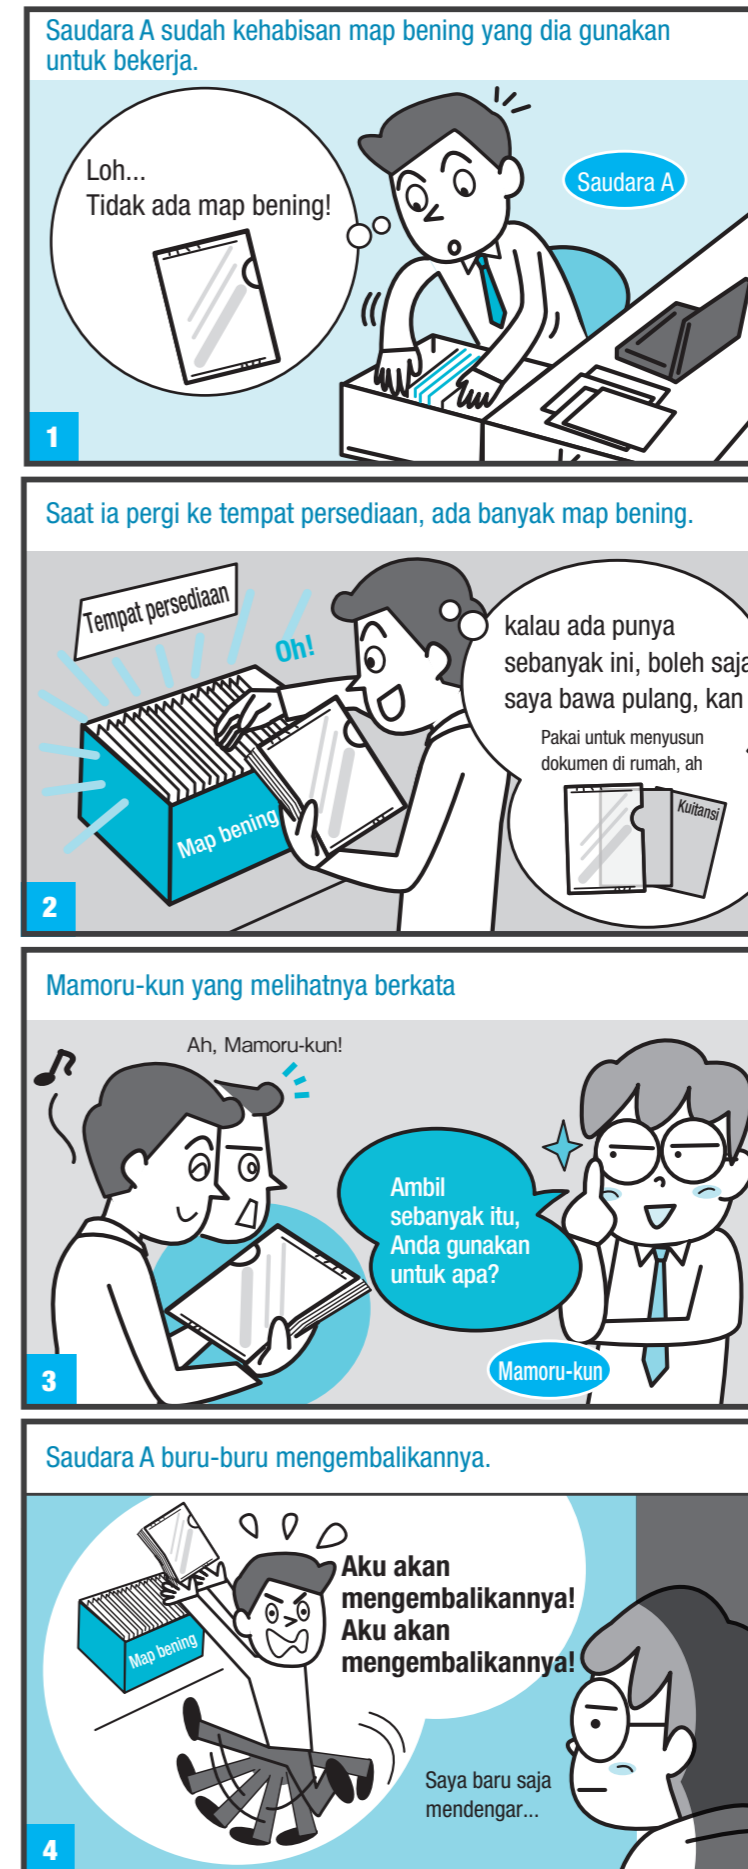 Saudara A sudah kehabisan map bening yang dia gunakan
untuk bekerja.
Loh...
Tidak ada map bening!
Saudara A
1
Saat ia pergi ke tempat persediaan, ada banyak map bening.
Tempat persediaan
Oh!
kalau ada punya
sebanyak ini, boleh saja
saya bawa pulang, kan
Pakai untuk menyusun
dokumen di rumah, ah
Kuitansi
Map bening
2
Mamoru-kun yang melihatnya berkata
Ah, Mamoru-kun!
Ambil
sebanyak itu,
Anda gunakan
untuk apa?
Mamoru-kun
3
Saudara A buru-buru mengembalikannya.
Aku akan
mengembalikannya!
Aku akan
mengembalikannya!
Map bening
Saya baru saja
mendengar...
4